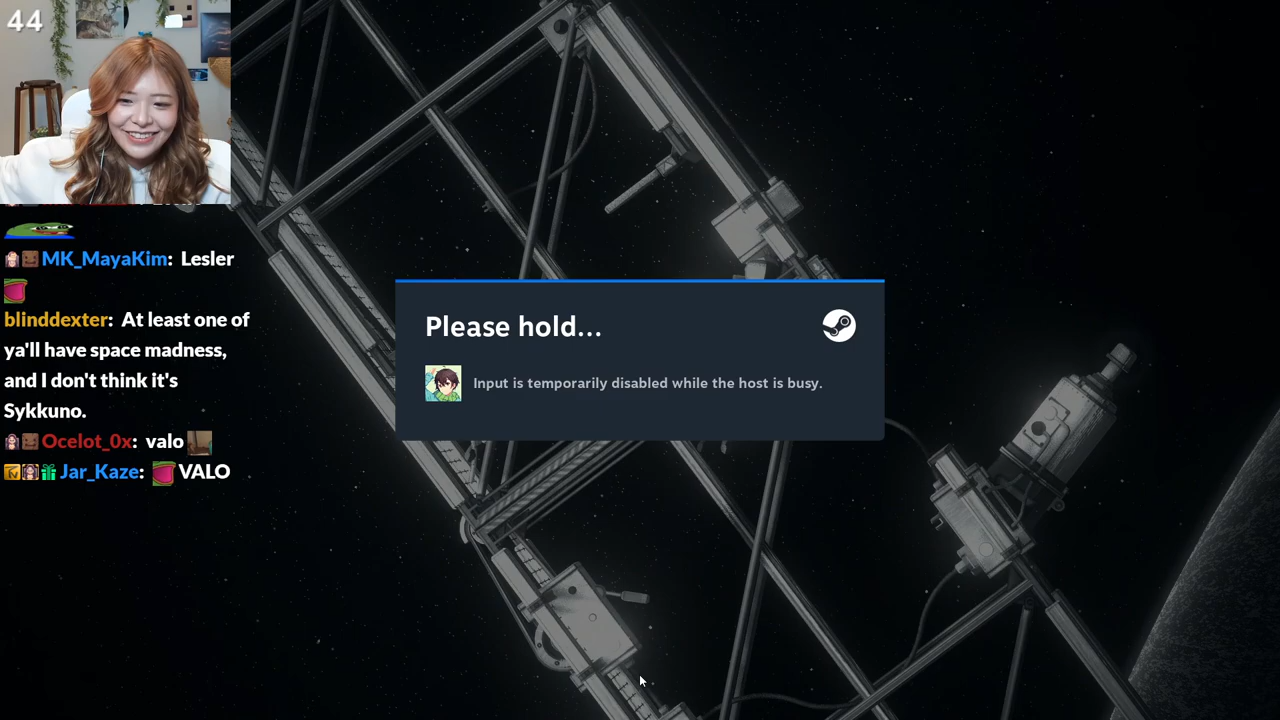 44
MK_MayaKim: Lesler
blinddexter: At least one of
ya'll have space madness,
and I don't think it's
Sykkuno.
Ocelot_0x: valo
Jar_Kaze: VALO
Please hold...
Input is temporarily disabled while the host is busy.